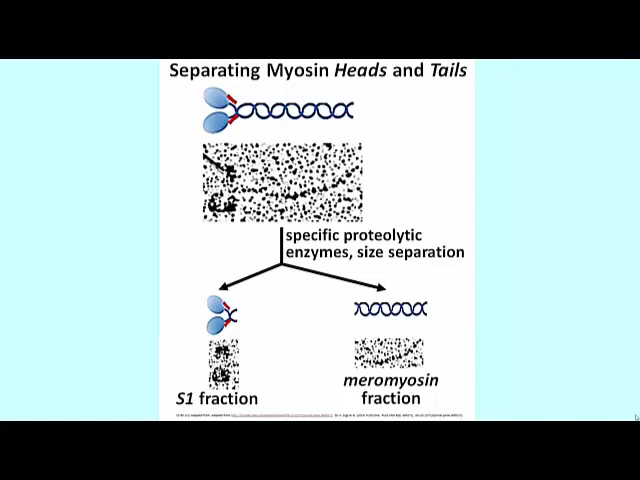 Separating Myosin Heads and Tails
specific proteolytic
enzymes, size separation
S1 fraction
meromyosin
fraction